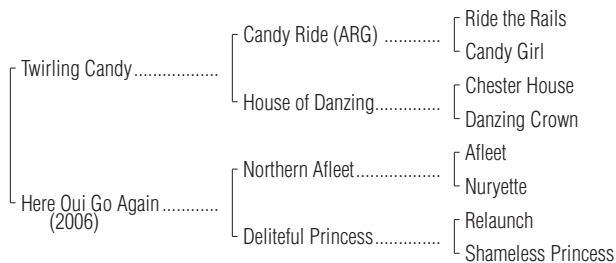 Ride the Rails
Candy Ride (ARG) ............
Candy Girl
Twirling Candy..................
Chester House
House of Danzing..............
Danzing Crown
Afleet
Northern Afleet..................
Nuryette
Here Oui Go Again ............
(2006)
Relaunch
Deliteful Princess..............
Shameless Princess